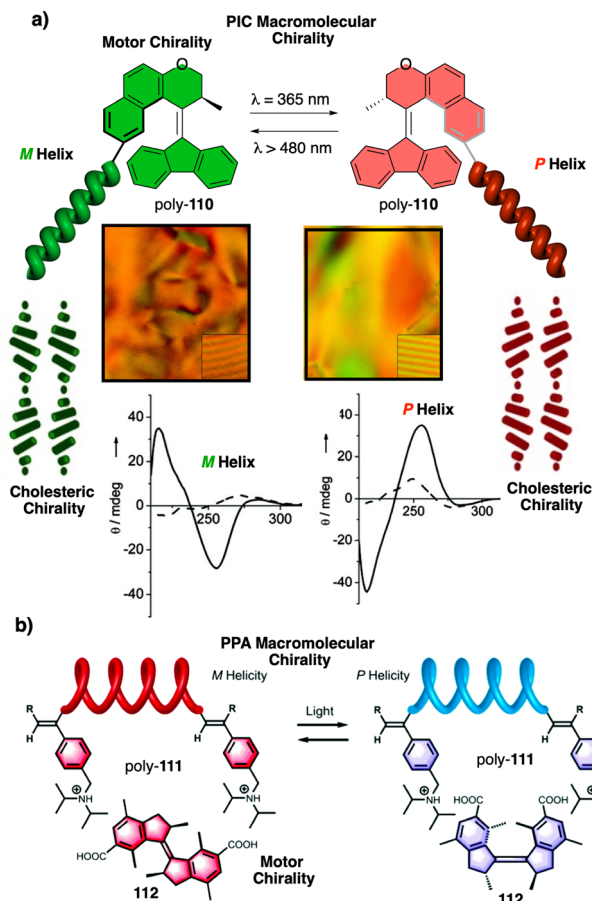 a)
Motor Chirality
PIC Macromolecular
Chirality
O
O
λ = 365 nm
λ > 480 nm
M Helix
P Helix
poly-110
poly-110
Cholesteric
Chirality
Cholesteric
Chirality
θ / mdeg
40
20
0
-20
-40
250
300
M Helix
θ / mdeg
40
20
0
-20
-40
250
300
P Helix
b)
PPA Macromolecular
Chirality
M Helicity
P Helicity
R
H
R
H
R
H
R
H
Light
poly-111
poly-111
NH
+
NH
+
NH
+
HOOC
COOH
COOH
COOH
Motor
Chirality
112
112